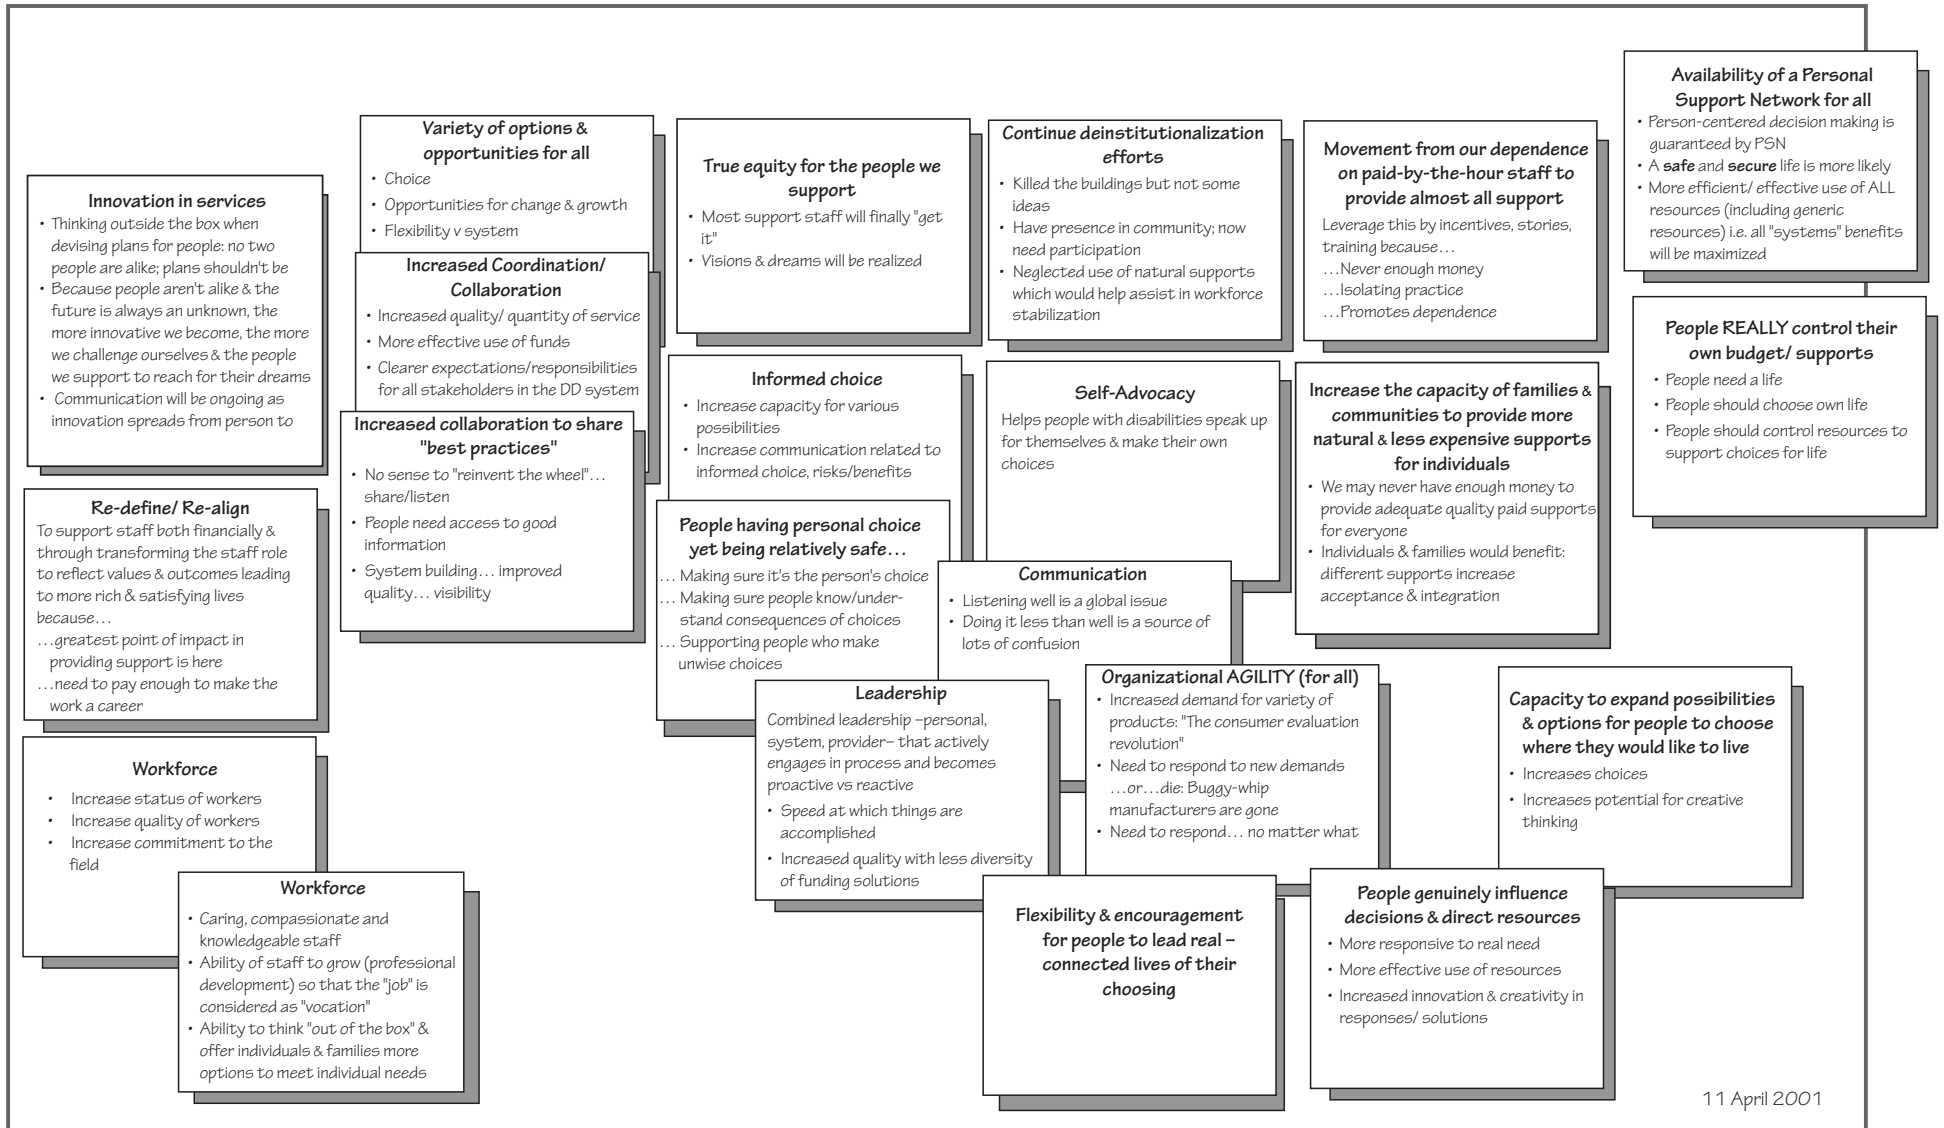 Innovation in services
• Thinking outside the box when
devising plans for people: no two
people are alike; plans shouldn't be
• Because people aren't alike & the
future is always an unknown, the
more innovative we become, the more
we challenge ourselves & the people
we support to reach for their dreams
• Communication will be ongoing as
innovation spreads from person to
Re-define/ Re-align
To support staff both financially &
through transforming the staff role
to reflect values & outcomes leading
to more rich & satisfying lives
because...
...greatest point of impact in
providing support is here
...need to pay enough to make the
work a career
Workforce
• Increase status of workers
• Increase quality of workers
• Increase commitment to the
field
Workforce
• Caring, compassionate and
knowledgeable staff
• Ability of staff to grow (professional
development) so that the "job" is
considered as "vocation"
• Ability to think "out of the box" &
offer individuals & families more
options to meet individual needs
Variety of options &
opportunities for all
• Choice
• Opportunities for change & growth
• Flexibility v system
Increased Coordination/
Collaboration
• Increased quality/ quantity of service
• More effective use of funds
• Clearer expectations/responsibilities
for all stakeholders in the DD system
Increased collaboration to share
"best practices"
• No sense to "reinvent the wheel"...
share/listen
• People need access to good
information
• System building... improved
quality... visibility
True equity for the people we
support
• Most support staff will finally "get
it"
• Visions & dreams will be realized
Informed choice
• Increase capacity for various
possibilities
• Increase communication related to
informed choice, risks/benefits
People having personal choice
yet being relatively safe...
... Making sure it's the person's choice
... Making sure people know/under-
stand consequences of choices
... Supporting people who make
unwise choices
Leadership
Combined leadership –personal,
system, provider– that actively
engages in process and becomes
proactive vs reactive
• Speed at which things are
accomplished
• Increased quality with less diversity
of funding solutions
Continue deinstitutionalization
efforts
• Killed the buildings but not some
ideas
• Have presence in community; now
need participation
• Neglected use of natural supports
which would help assist in workforce
stabilization
Self-Advocacy
Helps people with disabilities speak up
for themselves & make their own
choices
Communication
• Listening well is a global issue
• Doing it less than well is a source of
lots of confusion
Organizational AGILITY (for all)
• Increased demand for variety of
products: "The consumer evaluation
revolution"
• Need to respond to new demands
...or...die: Buggy-whip
manufacturers are gone
• Need to respond... no matter what
Flexibility & encouragement
for people to lead real –
connected lives of their
choosing
Movement from our dependence
on paid-by-the-hour staff to
provide almost all support
Leverage this by incentives, stories,
training because...
...Never enough money
...Isolating practice
...Promotes dependence
Increase the capacity of families &
communities to provide more
natural & less expensive supports
for individuals
• We may never have enough money to
provide adequate quality paid supports
for everyone
• Individuals & families would benefit:
different supports increase
acceptance & integration
Capacity to expand possibilities
& options for people to choose
where they would like to live
• Increases choices
• Increases potential for creative
thinking
People genuinely influence
decisions & direct resources
• More responsive to real need
• More effective use of resources
• Increased innovation & creativity in
responses/ solutions
Availability of a Personal
Support Network for all
• Person-centered decision making is
guaranteed by PSN
• A safe and secure life is more likely
• More efficient/ effective use of ALL
resources (including generic
resources) i.e. all "systems" benefits
will be maximized
People REALLY control their
own budget/ supports
• People need a life
• People should choose own life
• People should control resources to
support choices for life
11 April 2001